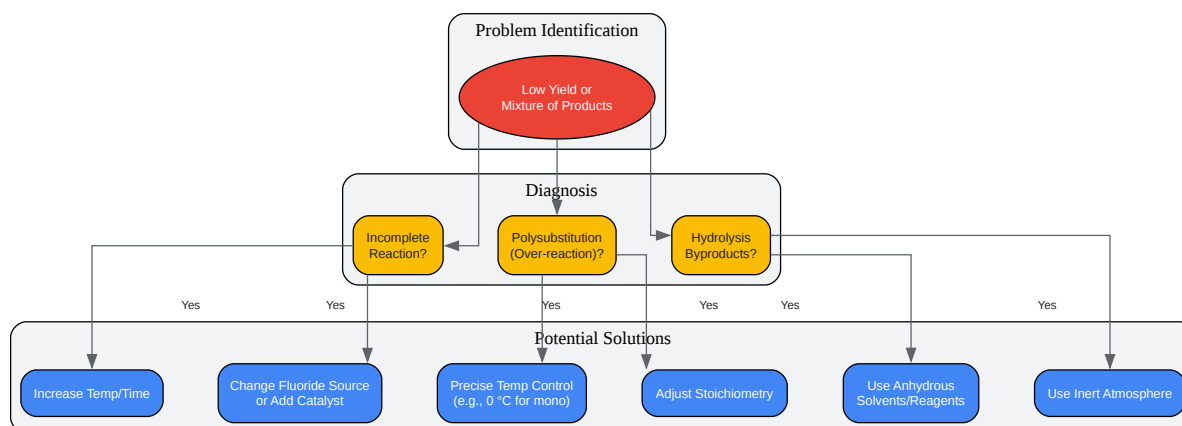 Problem Identification
Low Yield or
Mixture of Products
Diagnosis
Incomplete
Reaction?
Polysubstitution
(Over-reaction)?
Hydrolysis
Byproducts?
Yes
Yes
Yes
Yes
Yes
Yes
Potential Solutions
Increase Temp/Time
Change Fluoride Source
or Add Catalyst
Precise Temp Control
(e.g., 0 °C for mono)
Adjust Stoichiometry
Use Anhydrous
Solvents/Reagents
Use Inert Atmosphere